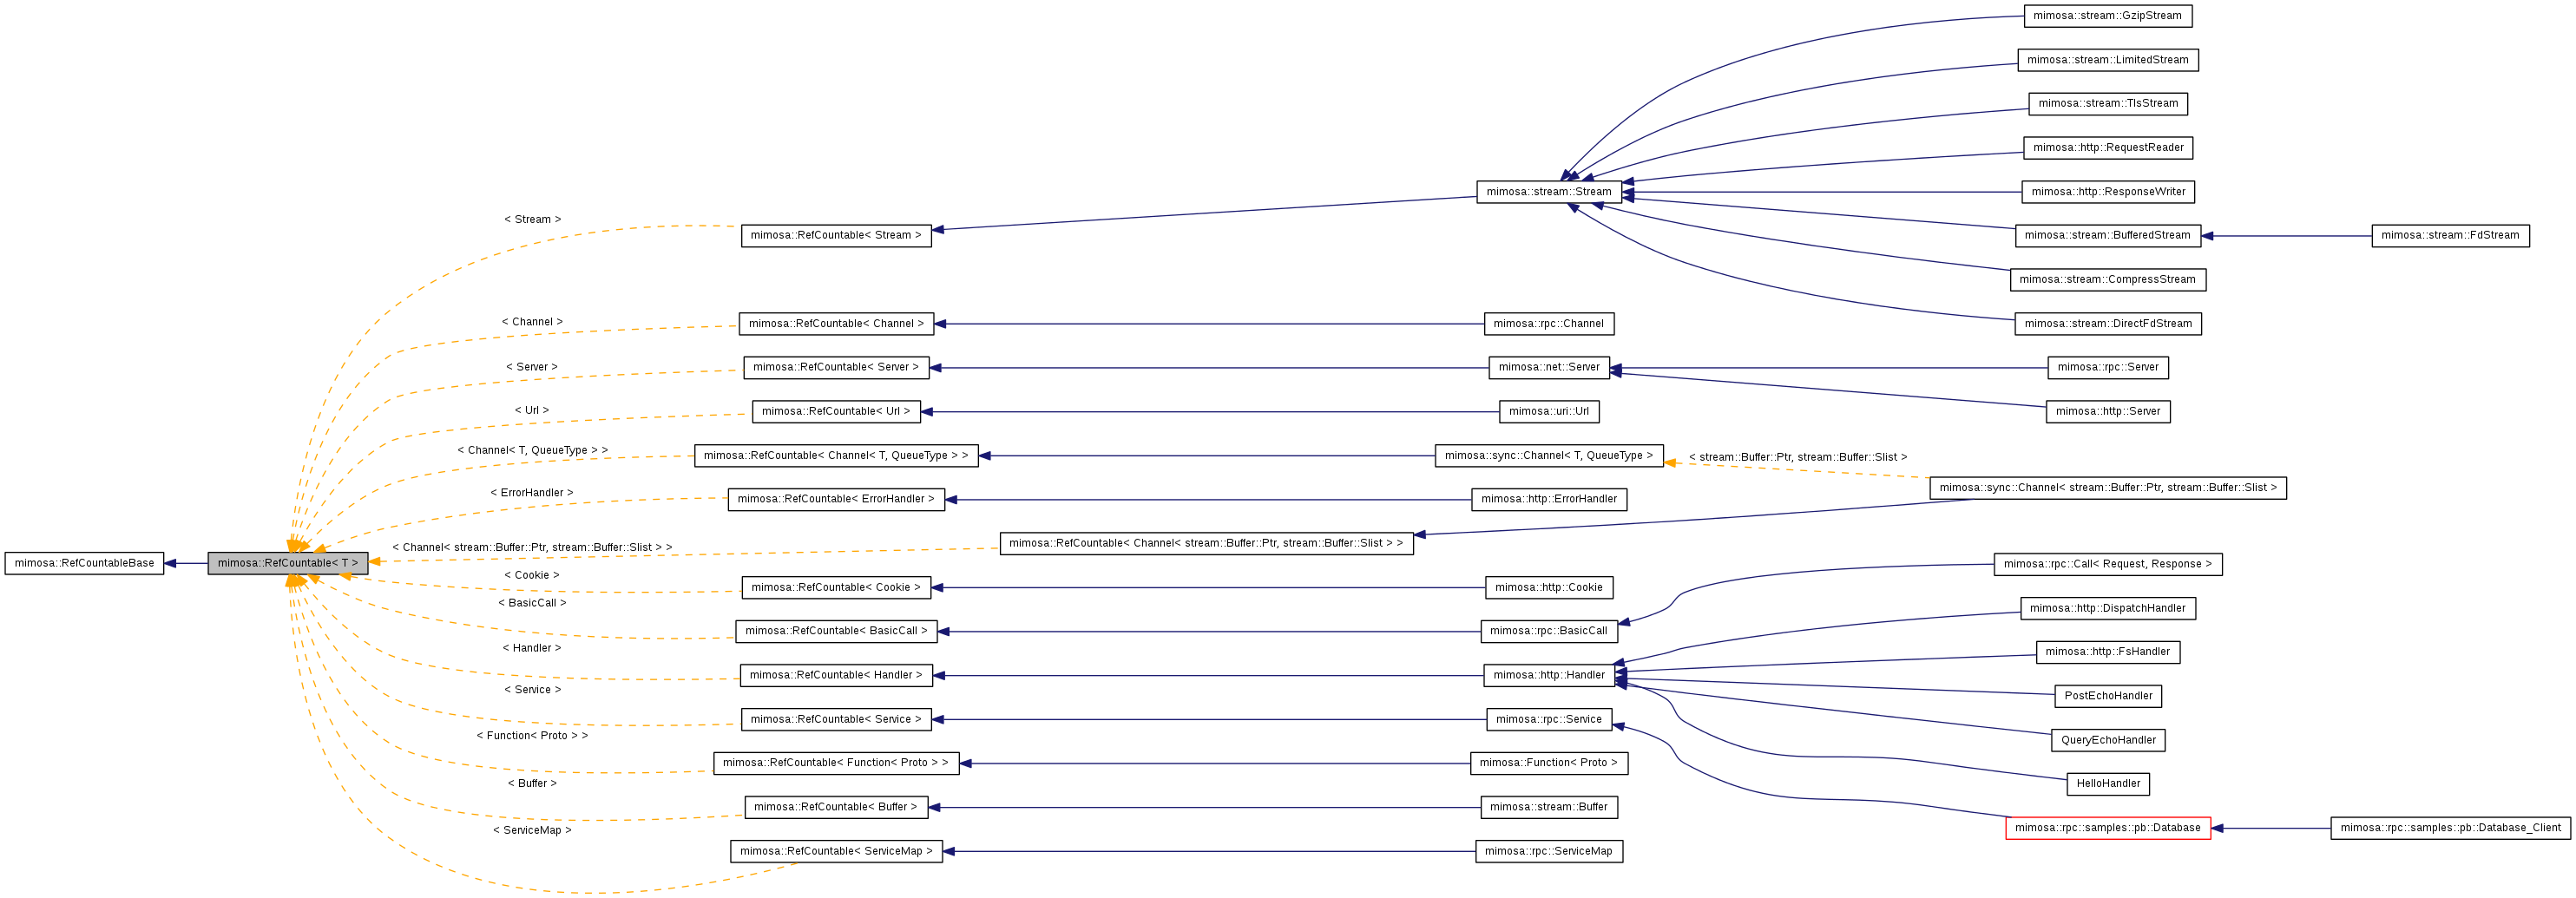 mimosa::stream::GzipStream
mimosa::stream::LimitedStream
mimosa::stream::TlsStream
mimosa::http::RequestReader
mimosa::stream::Stream
mimosa::http::ResponseWriter
< Stream >
mimosa::RefCountable< Stream >
mimosa::stream::BufferedStream
mimosa::stream::FdStream
mimosa::stream::CompressStream
< Channel >
mimosa::RefCountable< Channel >
mimosa::rpc::Channel
mimosa::stream::DirectFdStream
< Server >
mimosa::RefCountable< Server >
mimosa::net::Server
mimosa::rpc::Server
< Url >
mimosa::RefCountable< Url >
mimosa::uri::Url
mimosa::http::Server
< Channel< T, QueueType > >
mimosa::RefCountable< Channel< T, QueueType > >
mimosa::sync::Channel< T, QueueType >
< stream::Buffer::Ptr, stream::Buffer::Slist >
mimosa::sync::Channel< stream::Buffer::Ptr, stream::Buffer::Slist >
< ErrorHandler >
mimosa::RefCountable< ErrorHandler >
mimosa::http::ErrorHandler
< Channel< stream::Buffer::Ptr, stream::Buffer::Slist > >
mimosa::RefCountable< Channel< stream::Buffer::Ptr, stream::Buffer::Slist > >
mimosa::RefCountableBase
mimosa::RefCountable< T >
mimosa::rpc::Call< Request, Response >
< Cookie >
mimosa::RefCountable< Cookie >
mimosa::http::Cookie
< BasicCall >
mimosa::RefCountable< BasicCall >
mimosa::rpc::BasicCall
mimosa::http::DispatchHandler
< Handler >
mimosa::RefCountable< Handler >
mimosa::http::Handler
mimosa::http::FsHandler
PostEchoHandler
< Service >
mimosa::RefCountable< Service >
mimosa::rpc::Service
QueryEchoHandler
< Function< Proto > >
mimosa::RefCountable< Function< Proto > >
mimosa::Function< Proto >
HelloHandler
< Buffer >
mimosa::RefCountable< Buffer >
mimosa::stream::Buffer
mimosa::rpc::samples::pb::Database
mimosa::rpc::samples::pb::Database_Client
< ServiceMap >
mimosa::RefCountable< ServiceMap >
mimosa::rpc::ServiceMap